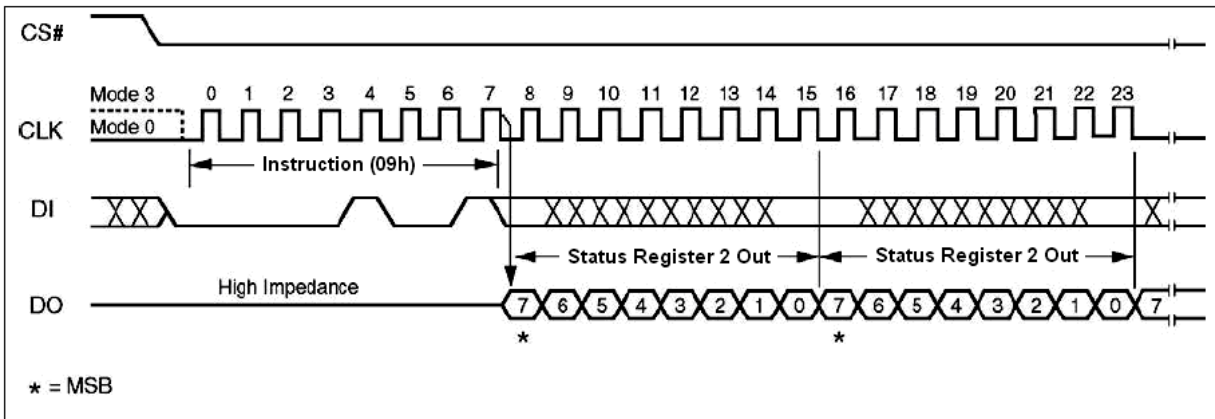 CS#
Mode 3
0 1 2 3 4 5 6 7 8 9 10 11 12 13 14 15 16 17 18 19 20 21 22 23
CLK
Mode 0
Instruction (09h)
DI
Status Register 2 Out
Status Register 2 Out
High Impedance
DO
7 6 5 4 3 2 1 0 7 6 5 4 3 2 1 0 7
* *
* = MSB